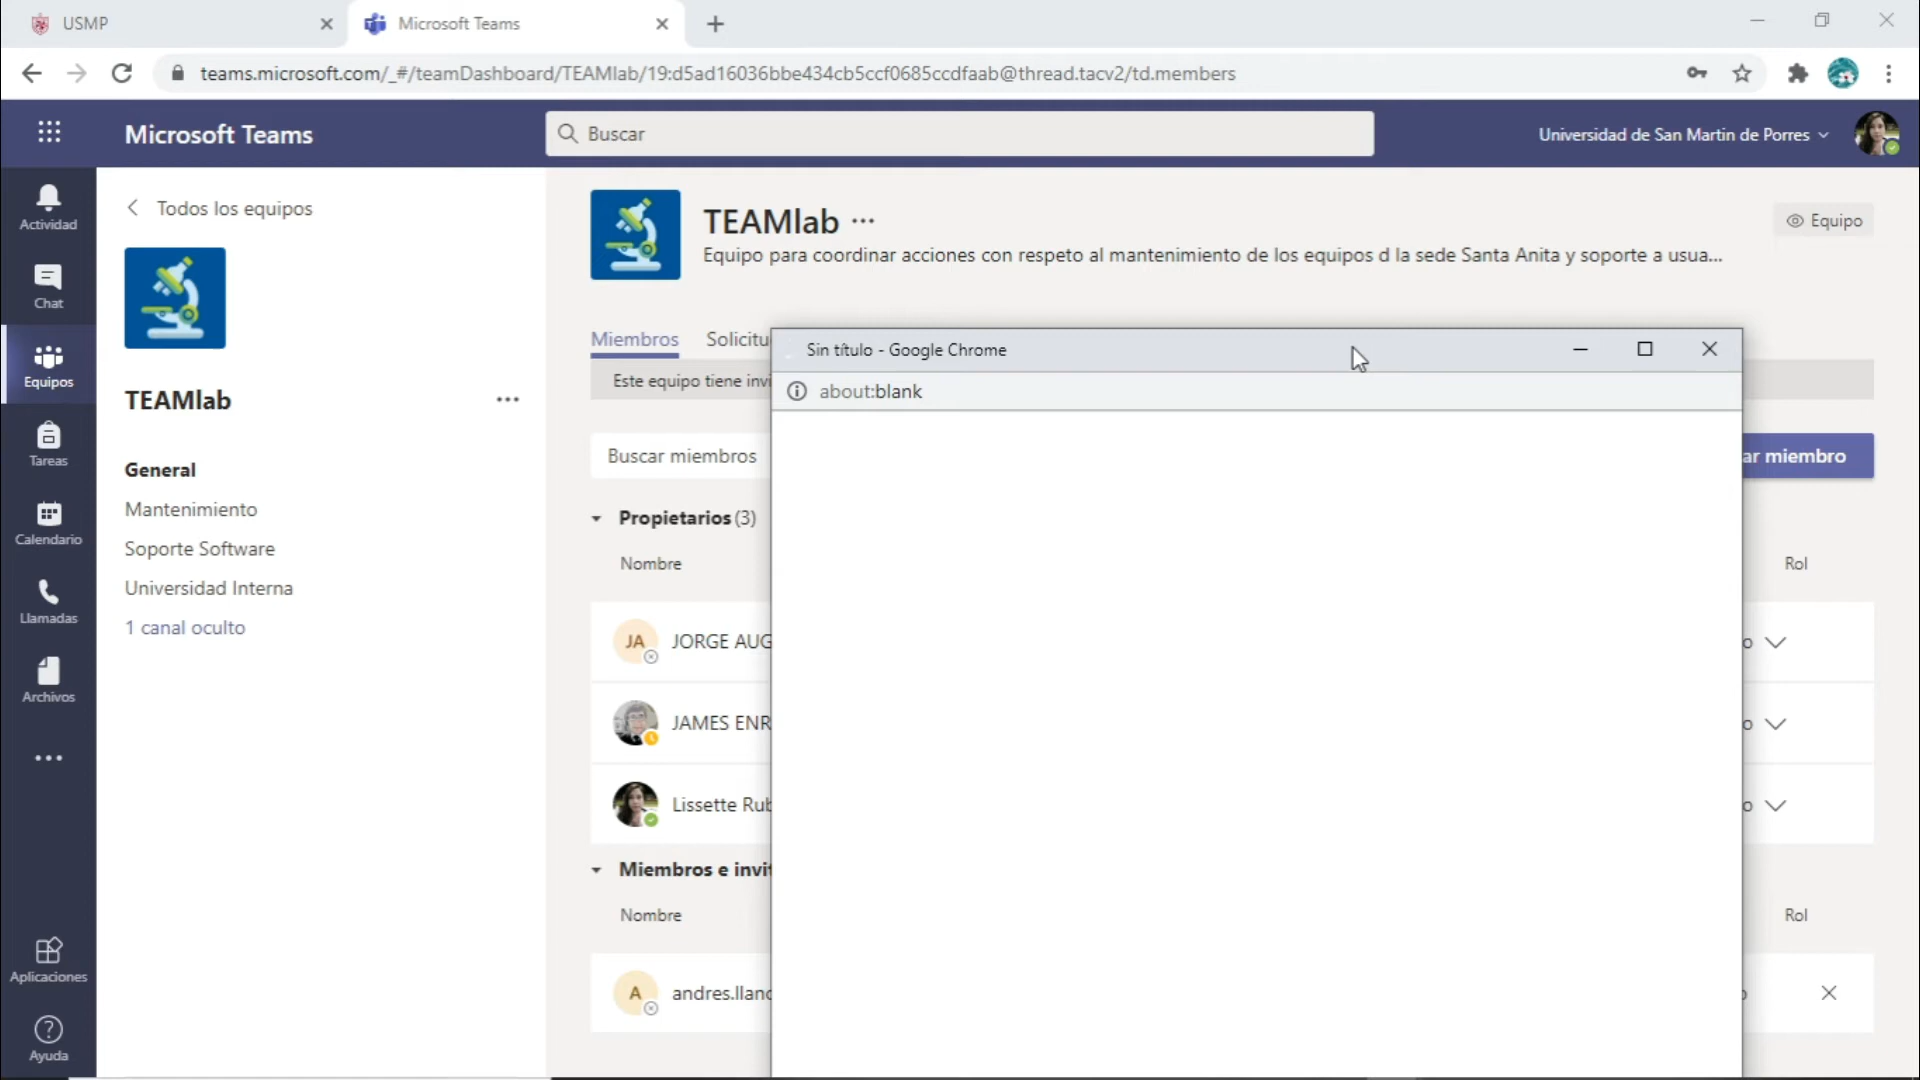 USMP
Microsoft Teams
teams.microsoft.com/_#/teamDashboard/TEAMlab/19:d5ad16036bbe434cb5ccf0685ccdfaab@thread.tacv2/td.members
Microsoft Teams
Buscar
Universidad de San Martin de Porres
Actividad
Chat
Equipos
Tareas
Calendario
Llamadas
Archivos
Aplicaciones
Ayuda
Todos los equipos
TEAMlab
General
Mantenimiento
Soporte Software
Universidad Interna
1 canal oculto
TEAMlab
Equipo
Equipo para coordinar acciones con respeto al mantenimiento de los equipos d la sede Santa Anita y soporte a usua...
Miembros Solicitu
Este equipo tiene invi
Buscar miembros
ar miembro
Propietarios (3)
Nombre
Rol
JA JORGE AUG
o
JAMES ENR
o
Lissette Rub
o
Miembros e invit
Nombre
Rol
A andres.llano
Sin título - Google Chrome
about:blank